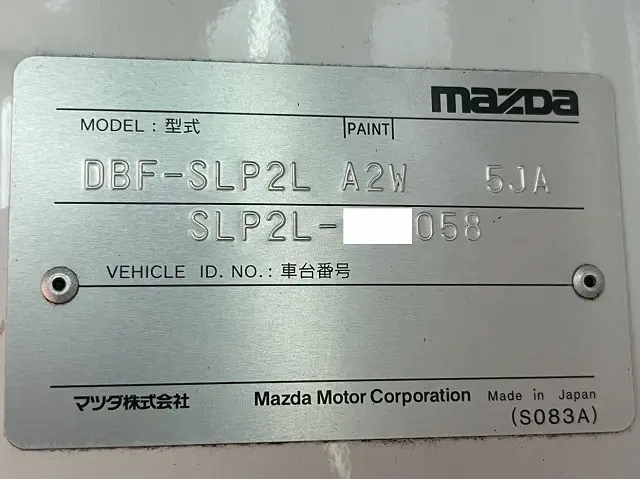 mazda
MODEL : 型式 PAINT
DBF-SLP2L A2W 5JA
SLP2L- 058
VEHICLE ID. NO. : 車台番号
マツダ株式会社 Mazda Motor Corporation Made in Japan
(S083A)